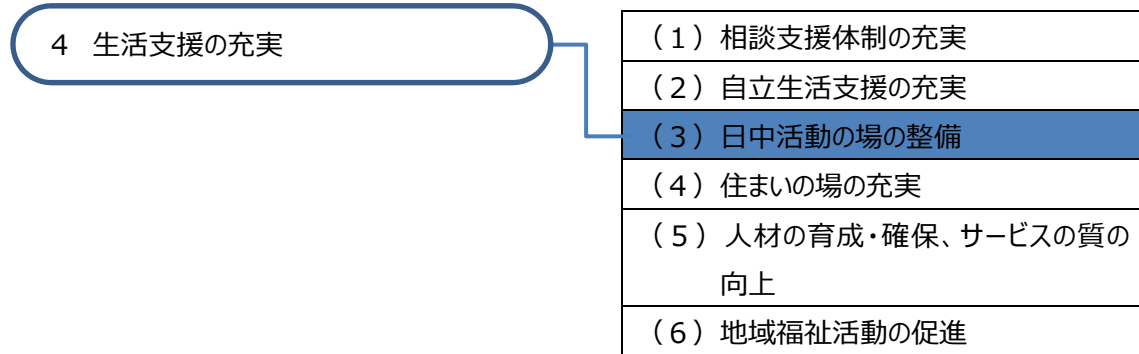 4 生活支援の充実
（1）相談支援体制の充実
（2）自立生活支援の充実
（3）日中活動の場の整備
（4）住まいの場の充実
（5）人材の育成・確保、サービスの質の
向上
（6）地域福祉活動の促進